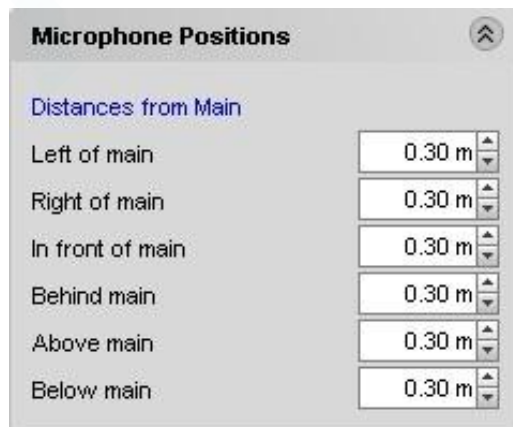 Microphone Positions
Distances from Main
Left of main 0.30 m
Right of main 0.30 m
In front of main 0.30 m
Behind main 0.30 m
Above main 0.30 m
Below main 0.30 m